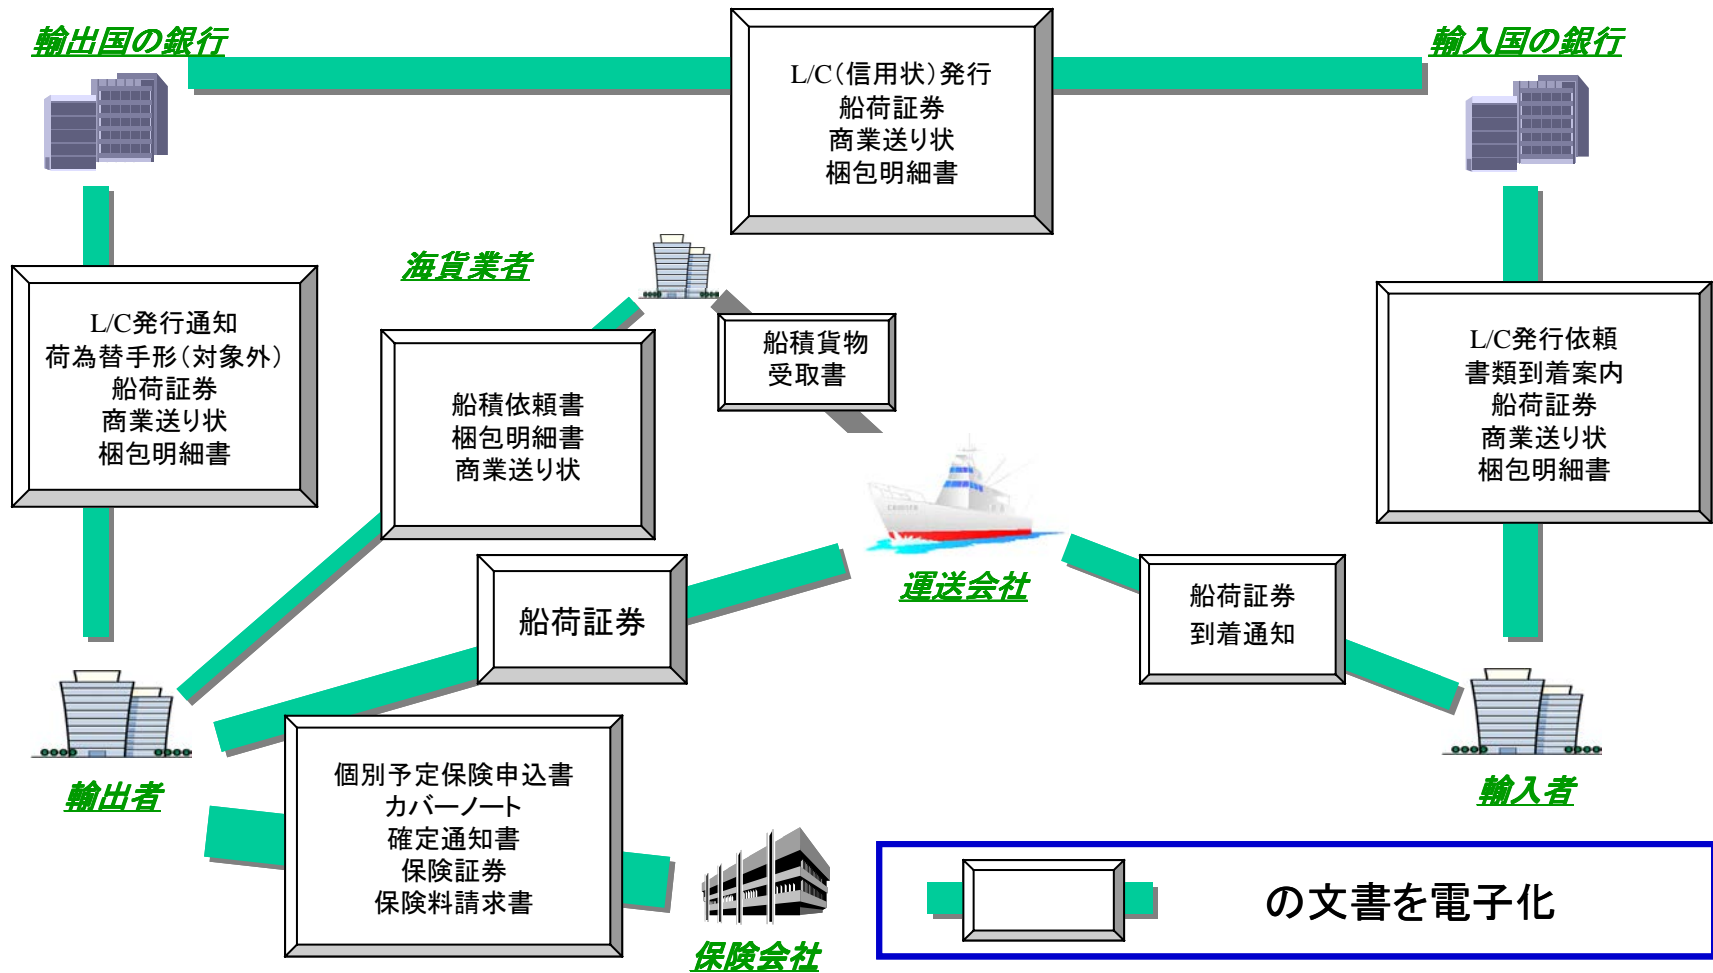 輸出国の銀行
輸入国の銀行
L/C(信用状)発行
船荷証券
商業送り状
梱包明細書
海貨業者
L/C発行通知
荷為替手形(対象外)
船荷証券
商業送り状
梱包明細書
船積依頼書
梱包明細書
商業送り状
船積貨物
受取書
L/C発行依頼
書類到着案内
船荷証券
商業送り状
梱包明細書
船荷証券
運送会社
船荷証券
到着通知
輸出者
輸入者
個別予定保険申込書
カバーノート
確定通知書
保険証券
保険料請求書
保険会社
の文書を電子化